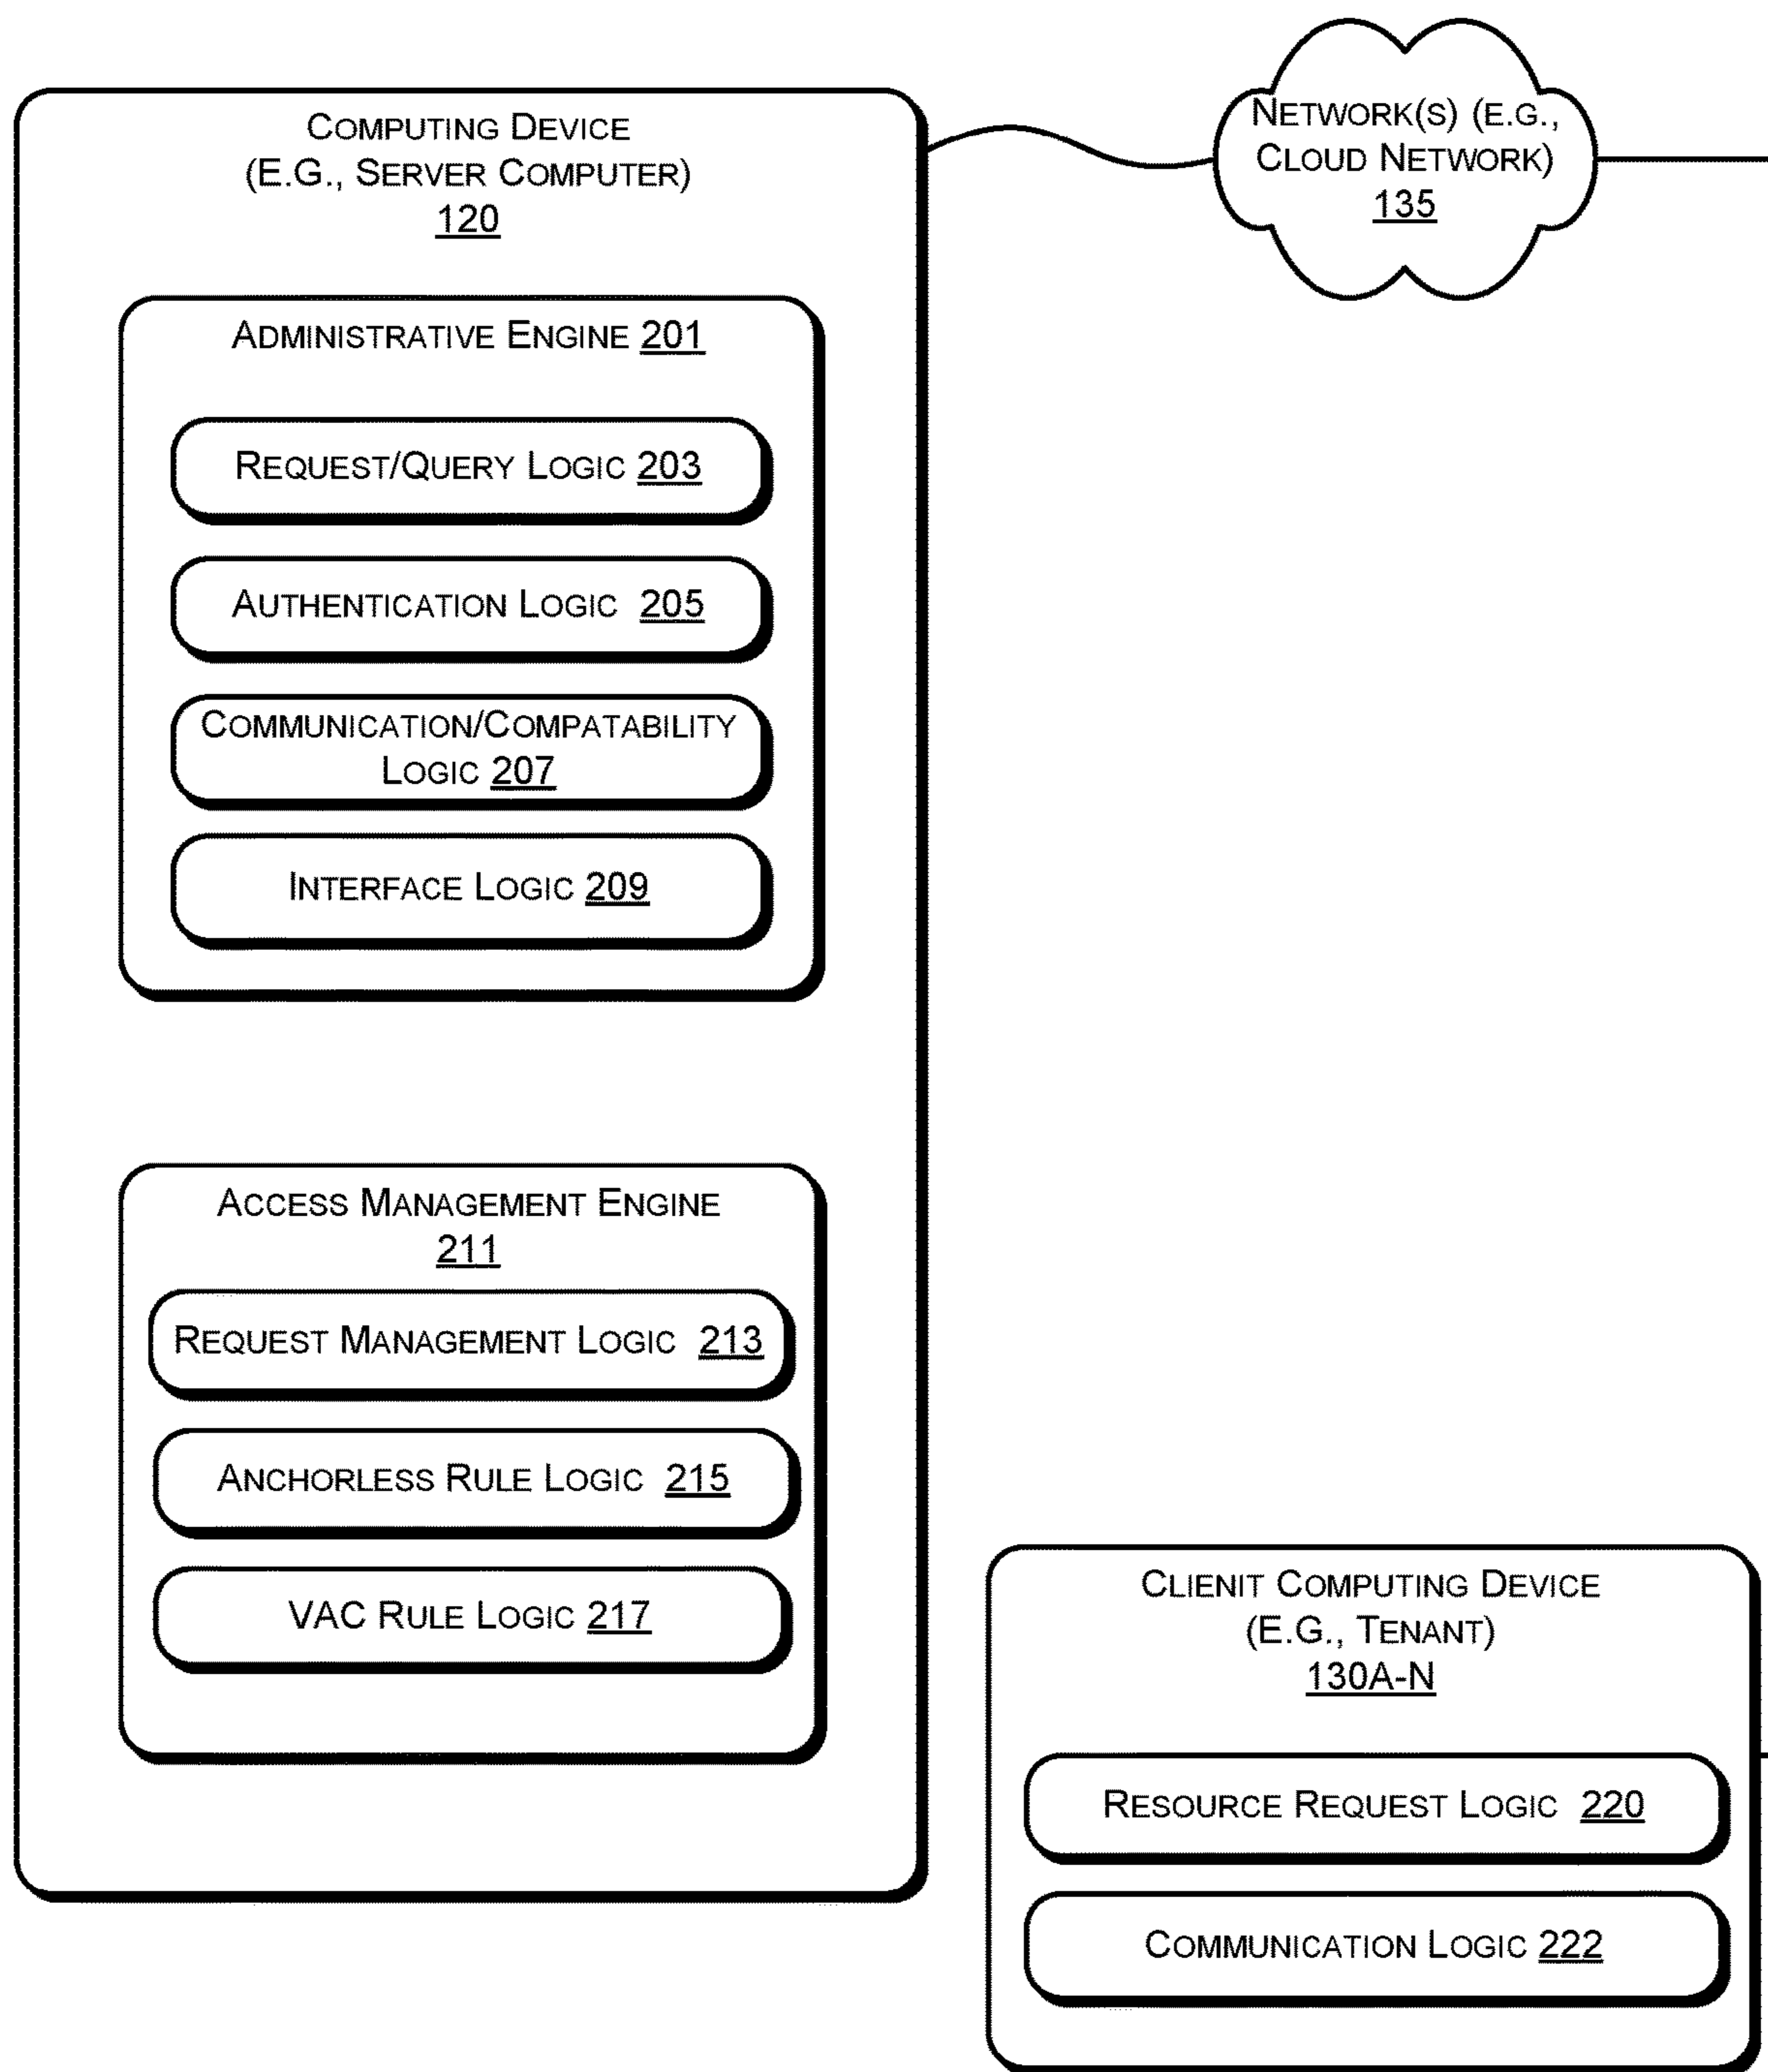 COMPUTING DEVICE
(E.G., SERVER COMPUTER)
120
ADMINISTRATIVE ENGINE 201
REQUEST/QUERY LOGIC 203
AUTHENTICATION LOGIC 205
COMMUNICATION/COMPATABILITY
LOGIC 207
INTERFACE LOGIC 209
ACCESS MANAGEMENT ENGINE
211
REQUEST MANAGEMENT LOGIC 213
ANCHORLESS RULE LOGIC 215
VAC RULE LOGIC 217
NETWORK(S) (E.G.,
CLOUD NETWORK)
135
CLIENIT COMPUTING DEVICE
(E.G., TENANT)
130A-N
RESOURCE REQUEST LOGIC 220
COMMUNICATION LOGIC 222